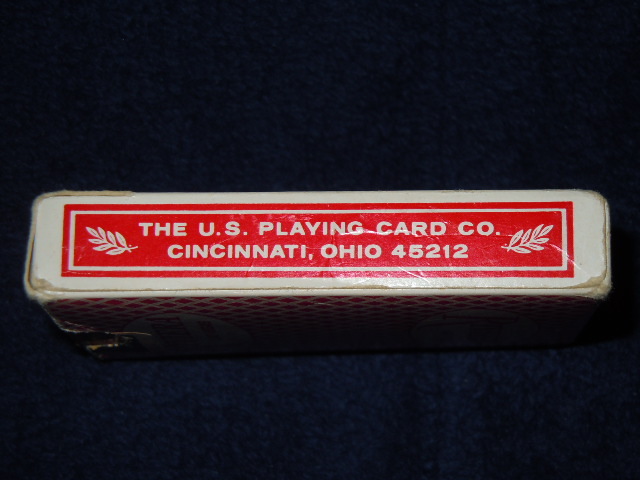 THE U.S. PLAYING CARD CO.
CINCINNATI, OHIO 45212